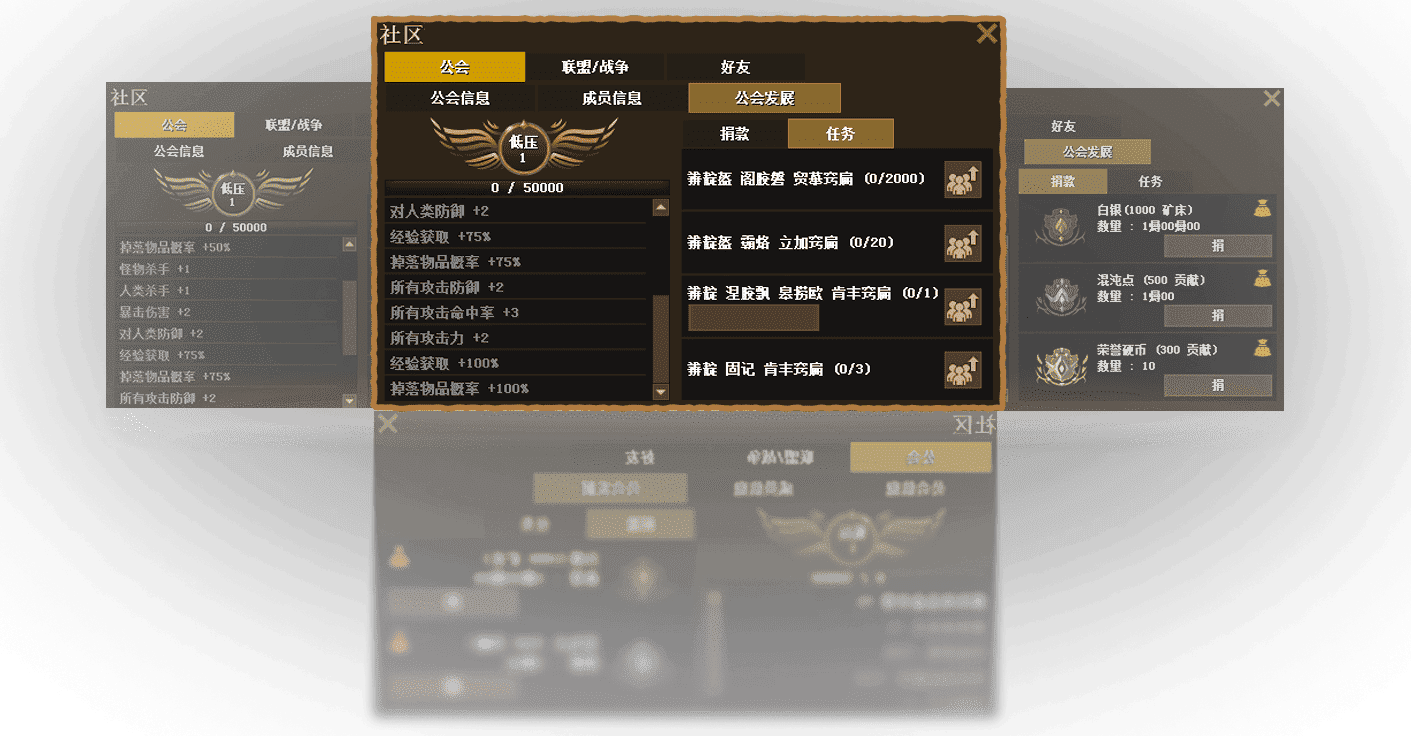 社区
公会 联盟/战争 好友
公会信息 成员信息 公会发展
捐款 任务
低压
1
0 / 50000
对人类防御 +2
经验获取 +75%
掉落物品概率 +75%
所有攻击防御 +2
所有攻击命中率 +3
所有攻击力 +2
经验获取 +100%
掉落物品概率 +100%
(0/2000)
(0/20)
(0/1)
固记 (0/3)
社区
公会 联盟/战争
公会信息 成员信息
低压
1
0 / 50000
掉落物品概率 +50%
怪物杀手 +1
人类杀手 +1
暴击伤害 +2
对人类防御 +2
经验获取 +75%
掉落物品概率 +75%
所有攻击防御 +2
好友
公会发展
捐款 任务
白银(1000 矿床)
数量 :
捐
混沌点 (500 贡献)
数量 :
捐
荣誉硬币 (300 贡献)
数量 : 10
捐